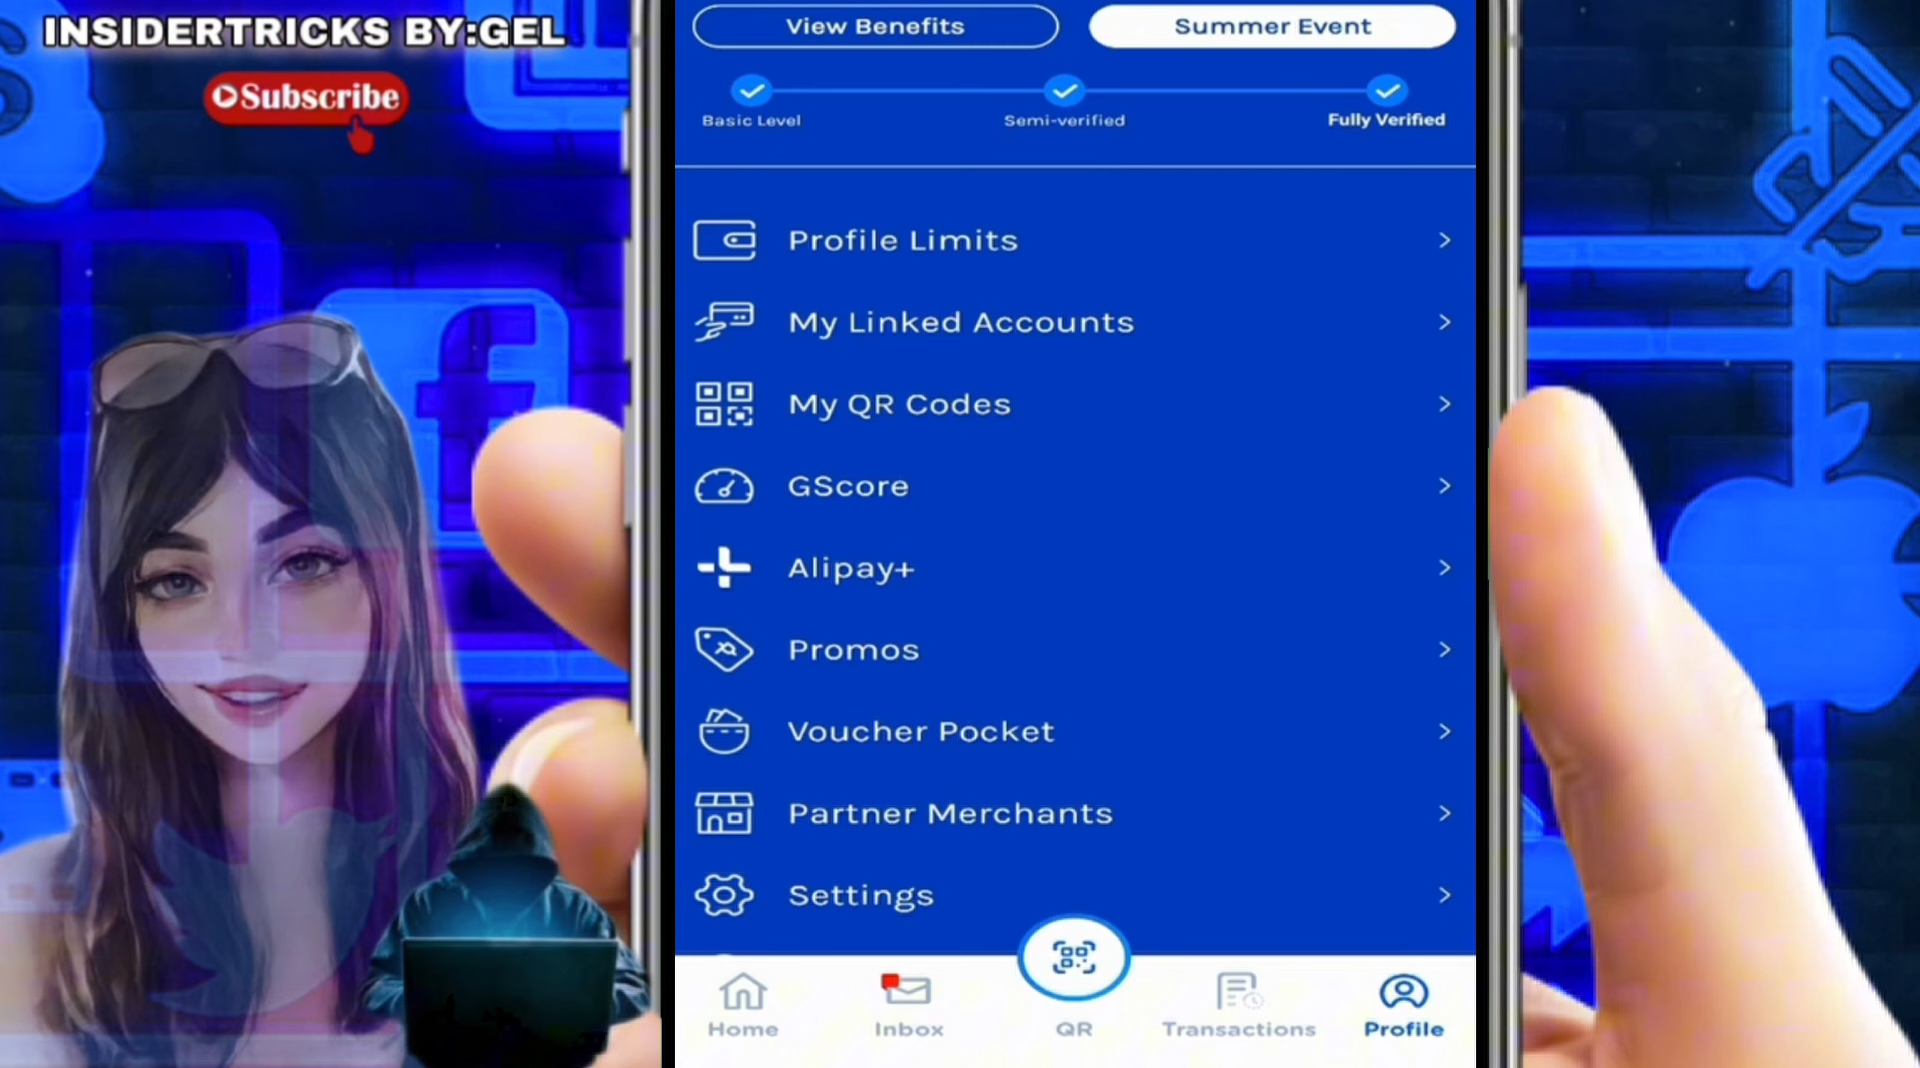 INSIDERTRICKS BY:GEL
Subscribe
View Benefits
Summer Event
Basic Level
Semi-verified
Fully Verified
Profile Limits
My Linked Accounts
My QR Codes
GScore
Alipay+
Promos
Voucher Pocket
Partner Merchants
Settings
Home
Inbox
QR
Transactions
Profile